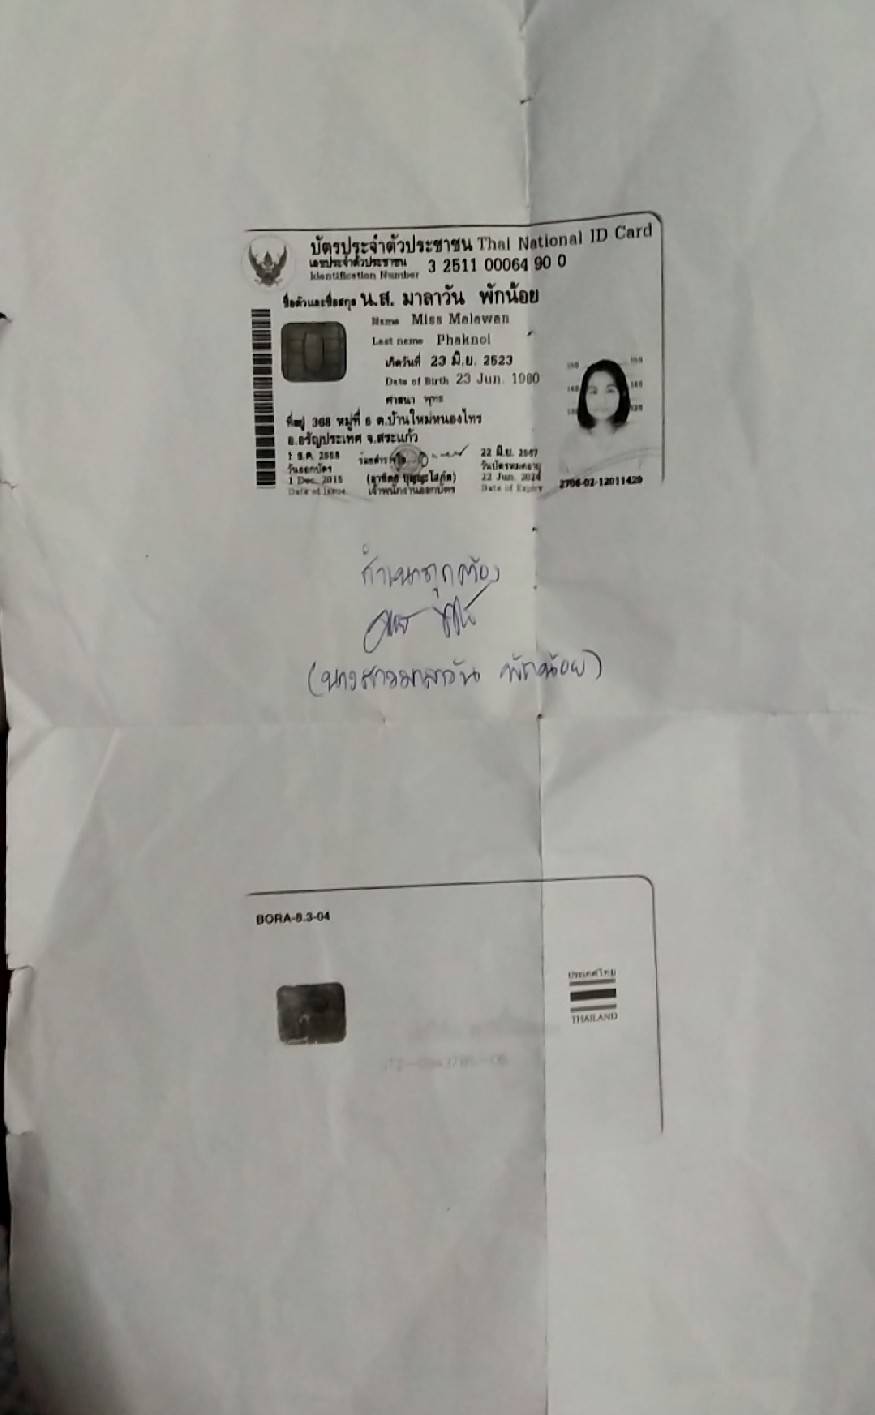 บัตรประจำตัวประชาชน Thai National ID Card
เลขประจำตัวประชาชน
Identification Number 3 2511 00064 90 0
ชื่อตัวและชื่อสกุล น.ส. มาลาวัน พักน้อย
Name Miss Malawan
Last name Phaknoi
เกิดวันที่ 23 มิ.ย. 2523
Date of Birth 23 Jun. 1980
ศาสนา พุทธ
ที่อยู่ 368 หมู่ที่ 6 ต.บ้านใหม่หนองไทร
อ.อรัญประเทศ จ.สระแก้ว
1 ธ.ค. 2558
วันออกบัตร
1 Dec. 2015
Date of Issue
เจ้าพนักงานออกบัตร
22 มิ.ย. 2567
วันบัตรหมดอายุ
22 Jun. 2024
Date of Expiry
2706-02-12011429
สำเนาถูกต้อง
(นางสาวมาลาวัน พักน้อย)
BORA-8.3-04
ประเทศไทย
THAILAND